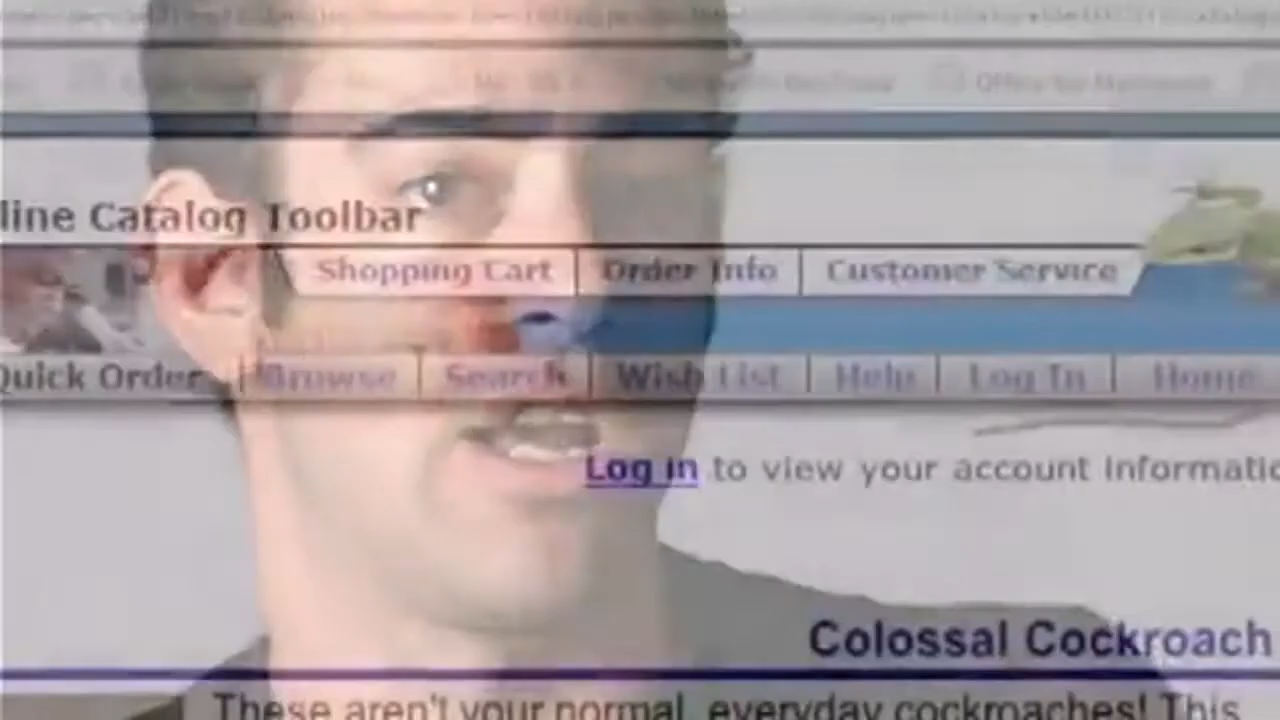 line Catalog Toolbar
Shopping Cart Order Info Customer Service
Quick Order Browse Search Wish List Help Log In Home
Log in to view your account informatio
Colossal Cockroach
These aren't your normal, everyday cockroaches! This